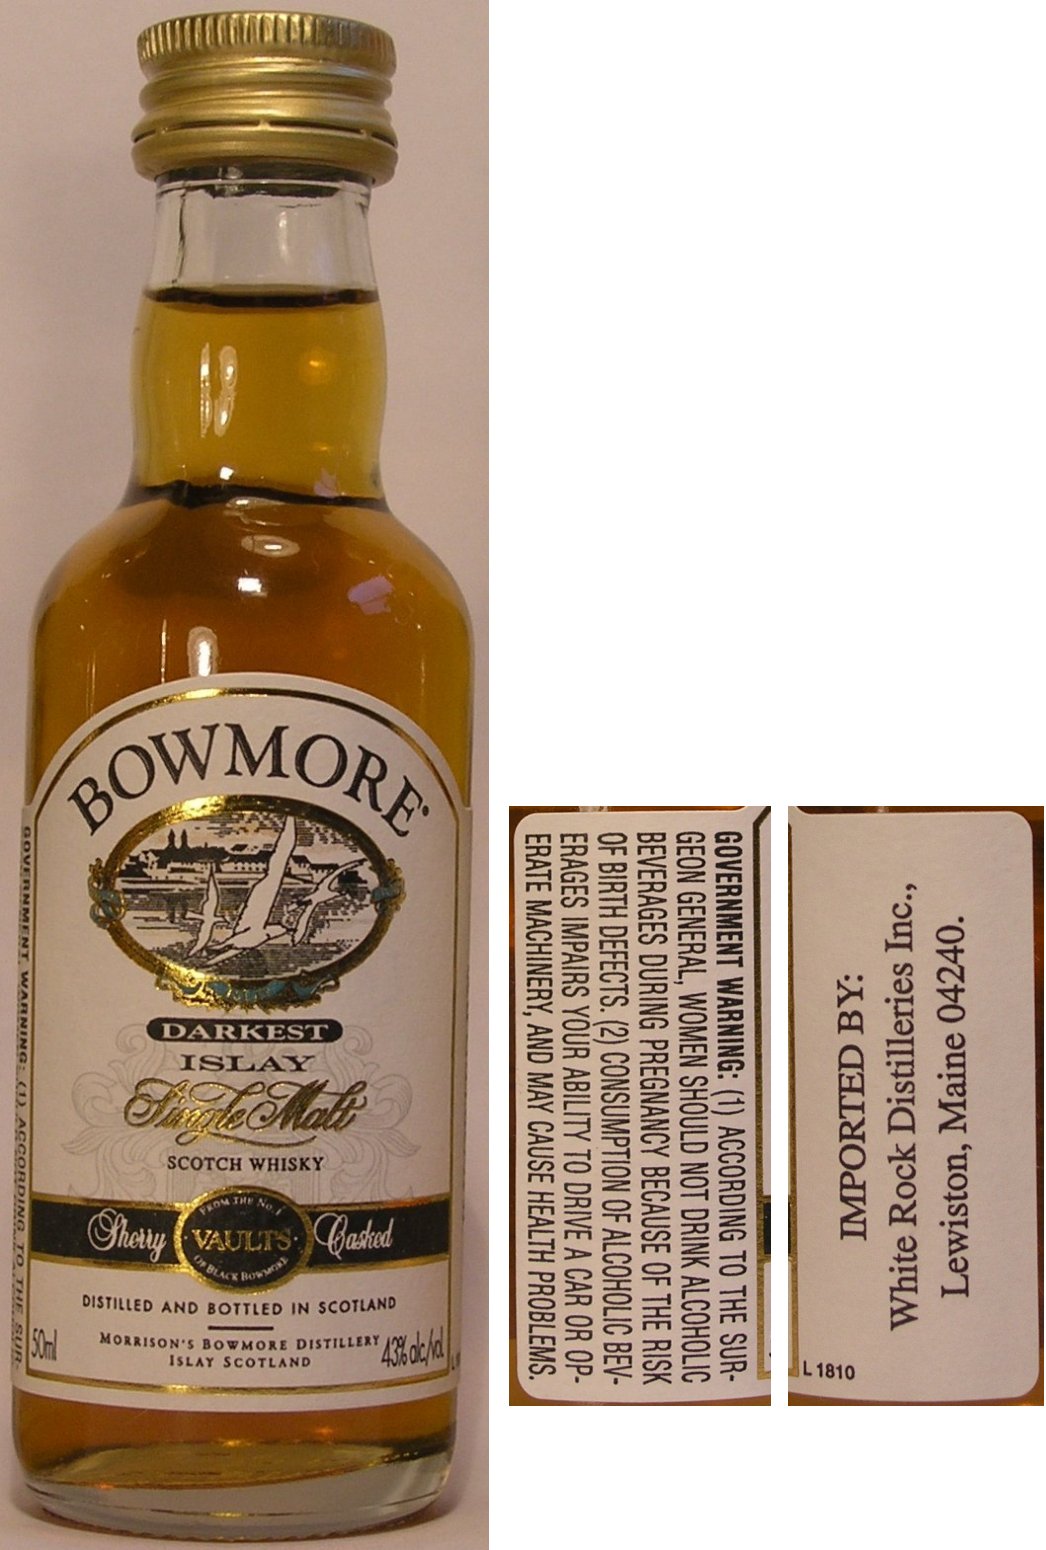 BOWMORE®
DARKEST
ISLAY
Single Malt
SCOTCH WHISKY
FROM THE No.1
Sherry VAULTS Casked
OF BLACK BOWMORE
DISTILLED AND BOTTLED IN SCOTLAND
50ml MORRISON'S BOWMORE DISTILLERY 43% alc/vol
ISLAY SCOTLAND
GOVERNMENT WARNING: (1) ACCORDING TO THE SUR-
GOVERNMENT WARNING: (1) ACCORDING TO THE SUR-
GEON GENERAL, WOMEN SHOULD NOT DRINK ALCOHOLIC
BEVERAGES DURING PREGNANCY BECAUSE OF THE RISK
OF BIRTH DEFECTS. (2) CONSUMPTION OF ALCOHOLIC BEV-
ERAGES IMPAIRS YOUR ABILITY TO DRIVE A CAR OR OP-
ERATE MACHINERY, AND MAY CAUSE HEALTH PROBLEMS.
IMPORTED BY:
White Rock Distilleries Inc.,
Lewiston, Maine 04240.
L1810